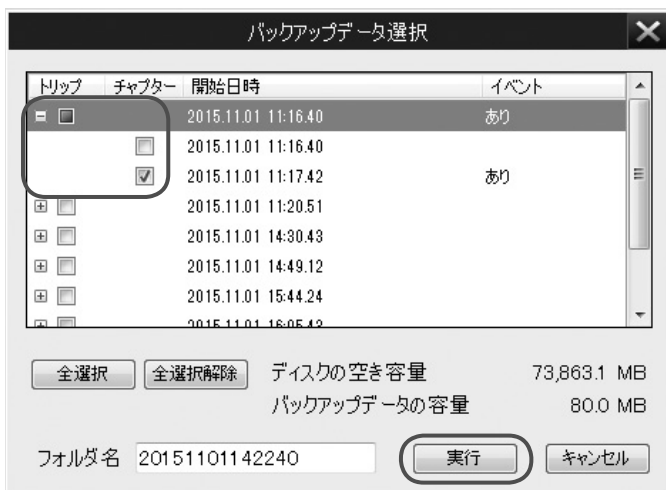 バックアップデータ選択
トリップ チャプター 開始日時 イベント
2015.11.01 11:16.40 あり
2015.11.01 11:16.40
2015.11.01 11:17.42 あり
2015.11.01 11:20.51
2015.11.01 14:30.43
2015.11.01 14:49.12
2015.11.01 15:44.24
2015.11.01 16:05.43
全選択 全選択解除 ディスクの空き容量 73,863.1 MB
バックアップデータの容量 80.0 MB
フォルダ名 20151101142240 実行 キャンセル